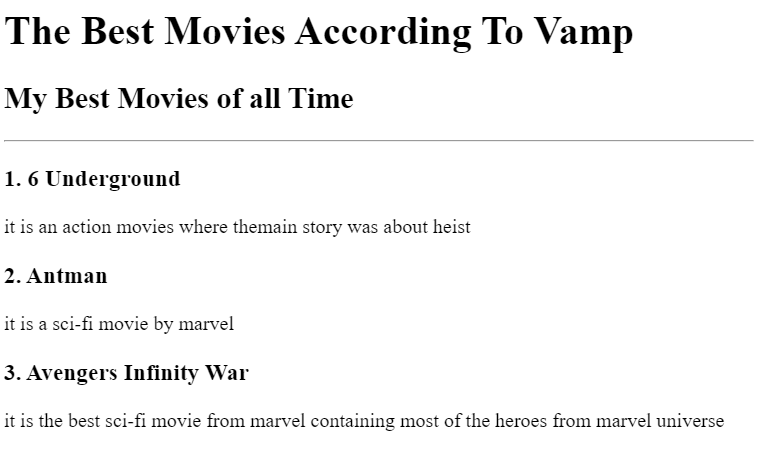 The Best Movies According To Vamp
My Best Movies of all Time
1. 6 Underground
it is an action movies where themain story was about heist
2. Antman
it is a sci-fi movie by marvel
3. Avengers Infinity War
it is the best sci-fi movie from marvel containing most of the heroes from marvel universe